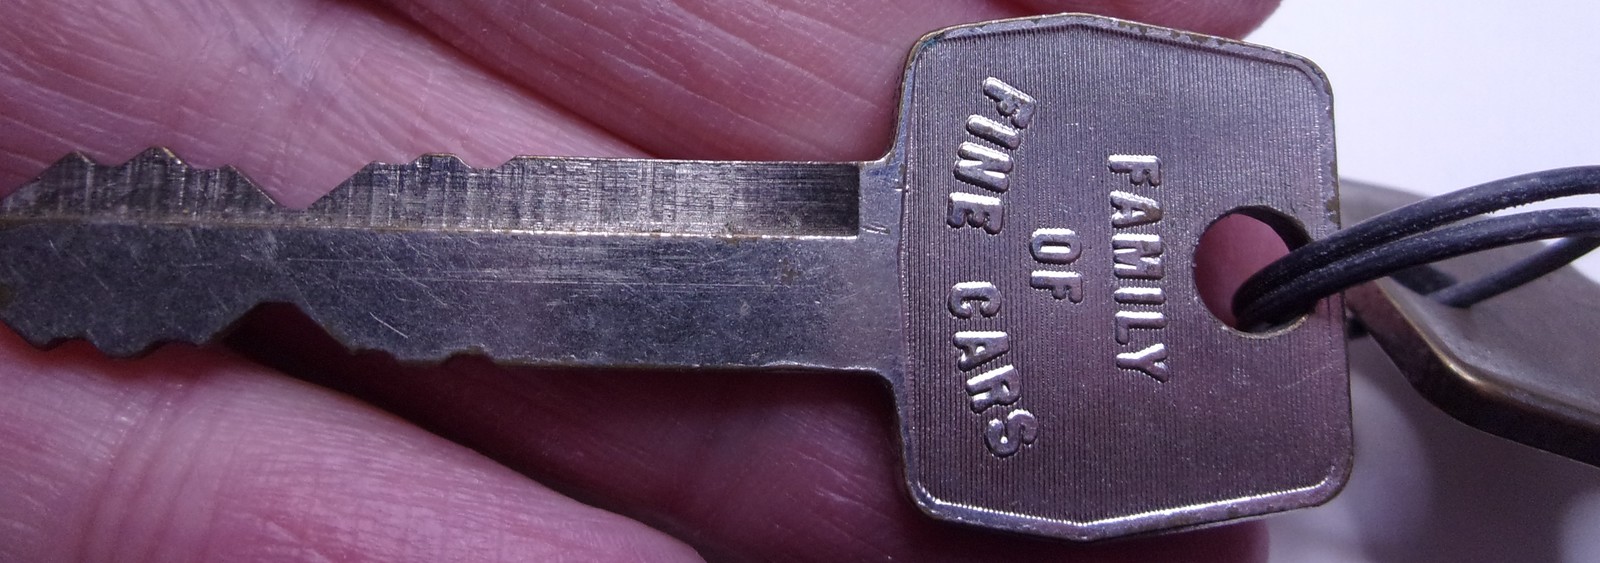 FAMILY
OF
FINE CARS